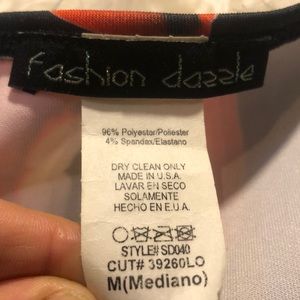 fashion dazzle
96% Polyester/Poliester
4% Spandex/Elastano
DRY CLEAN ONLY
MADE IN U.S.A.
LAVAR EN SECO
SOLAMENTE
HECHO EN E.U.A.
STYLE# SD040
CUT# 39260LO
M(Mediano)